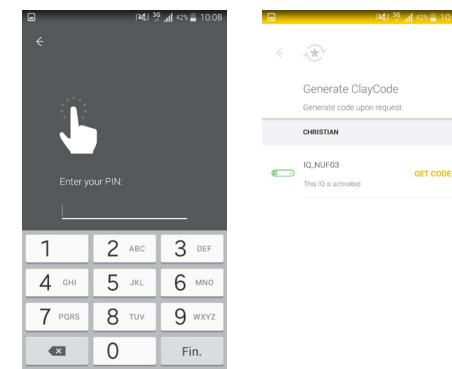 3G 42% 10:08
Enter your PIN:
1
2 ABC
3 DEF
4 GHI
5 JKL
6 MNO
7 PQRS
8 TUV
9 WXYZ
0
Fin.
3G 42% 10
Generate ClayCode
Generate code upon request.
CHRISTIAN
IQ_NUF03
GET CODE
This IQ is activated